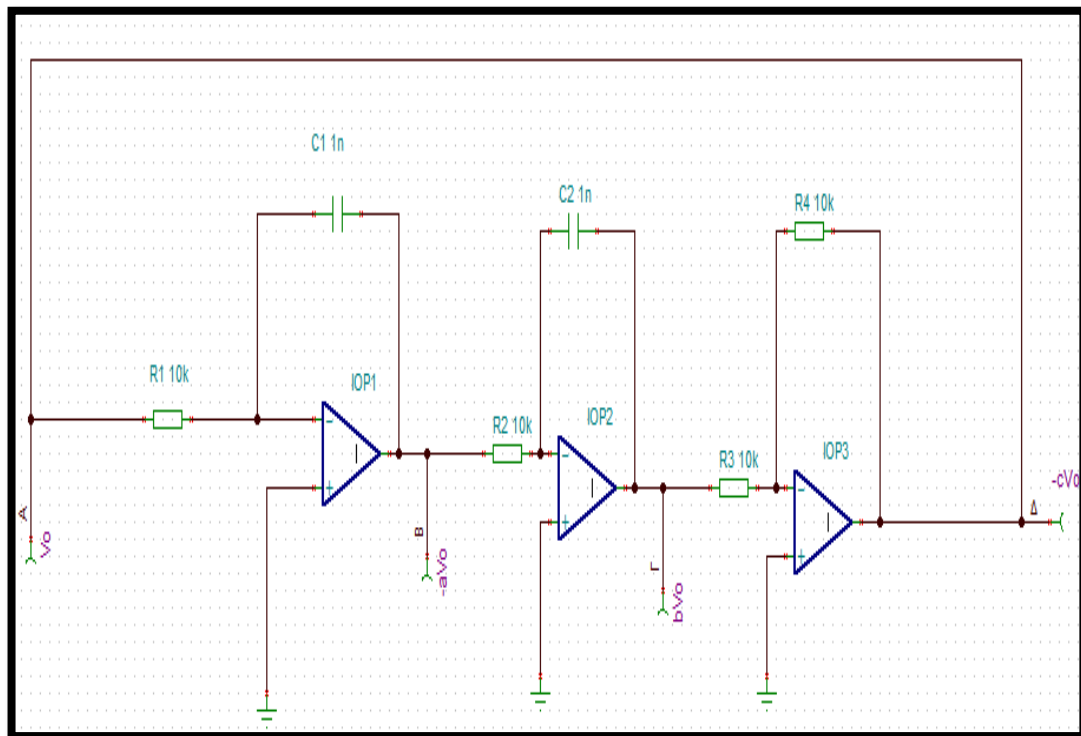 C1 1n
C2 1n
R4 10k
R1 10k
IOP1
R2 10k
IOP2
R3 10k
IOP3
-cVo
Δ
A
Vo
B
-aVo
Γ
bVo